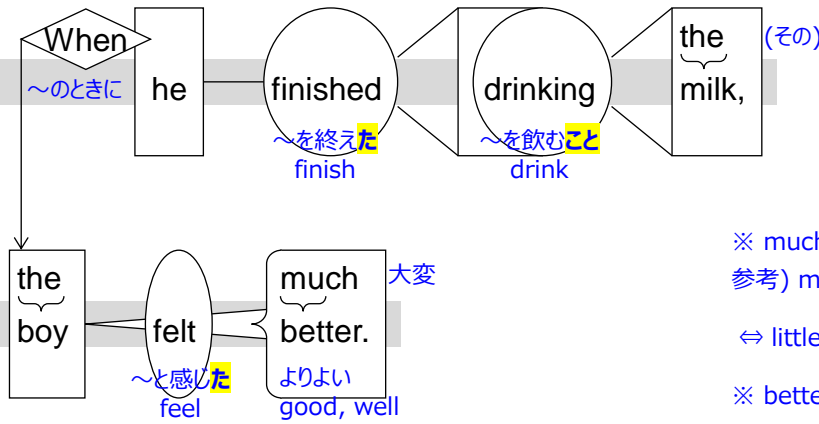 When he finished drinking the milk, (その)
～のときに
～を終えた ～を飲むこと
finish drink
the boy felt much better. 大変
～と感じた よりよい
feel good, well
※ much
参考) m
⇔ little
※ bette